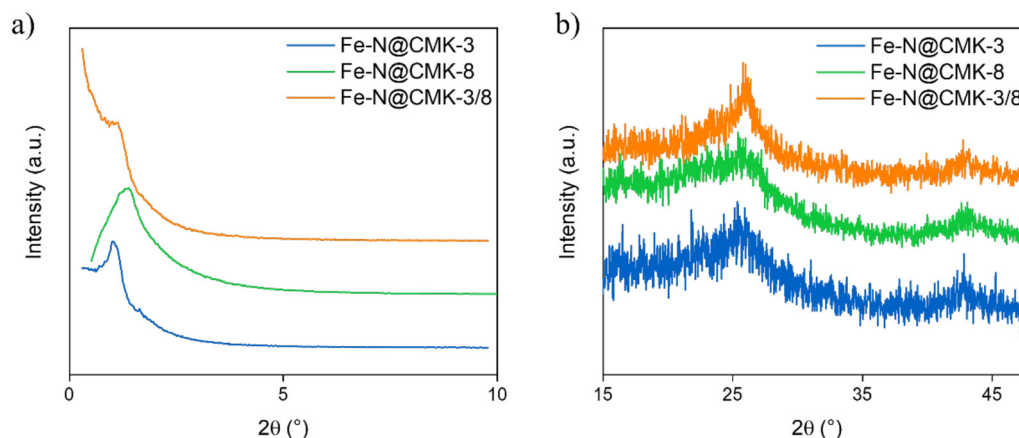 a)
Fe-N@CMK-3
Fe-N@CMK-8
Fe-N@CMK-3/8
Intensity (a.u.)
0
5
10
2θ (°)
b)
Fe-N@CMK-3
Fe-N@CMK-8
Fe-N@CMK-3/8
Intensity (a.u.)
15
25
35
45
2θ (°)